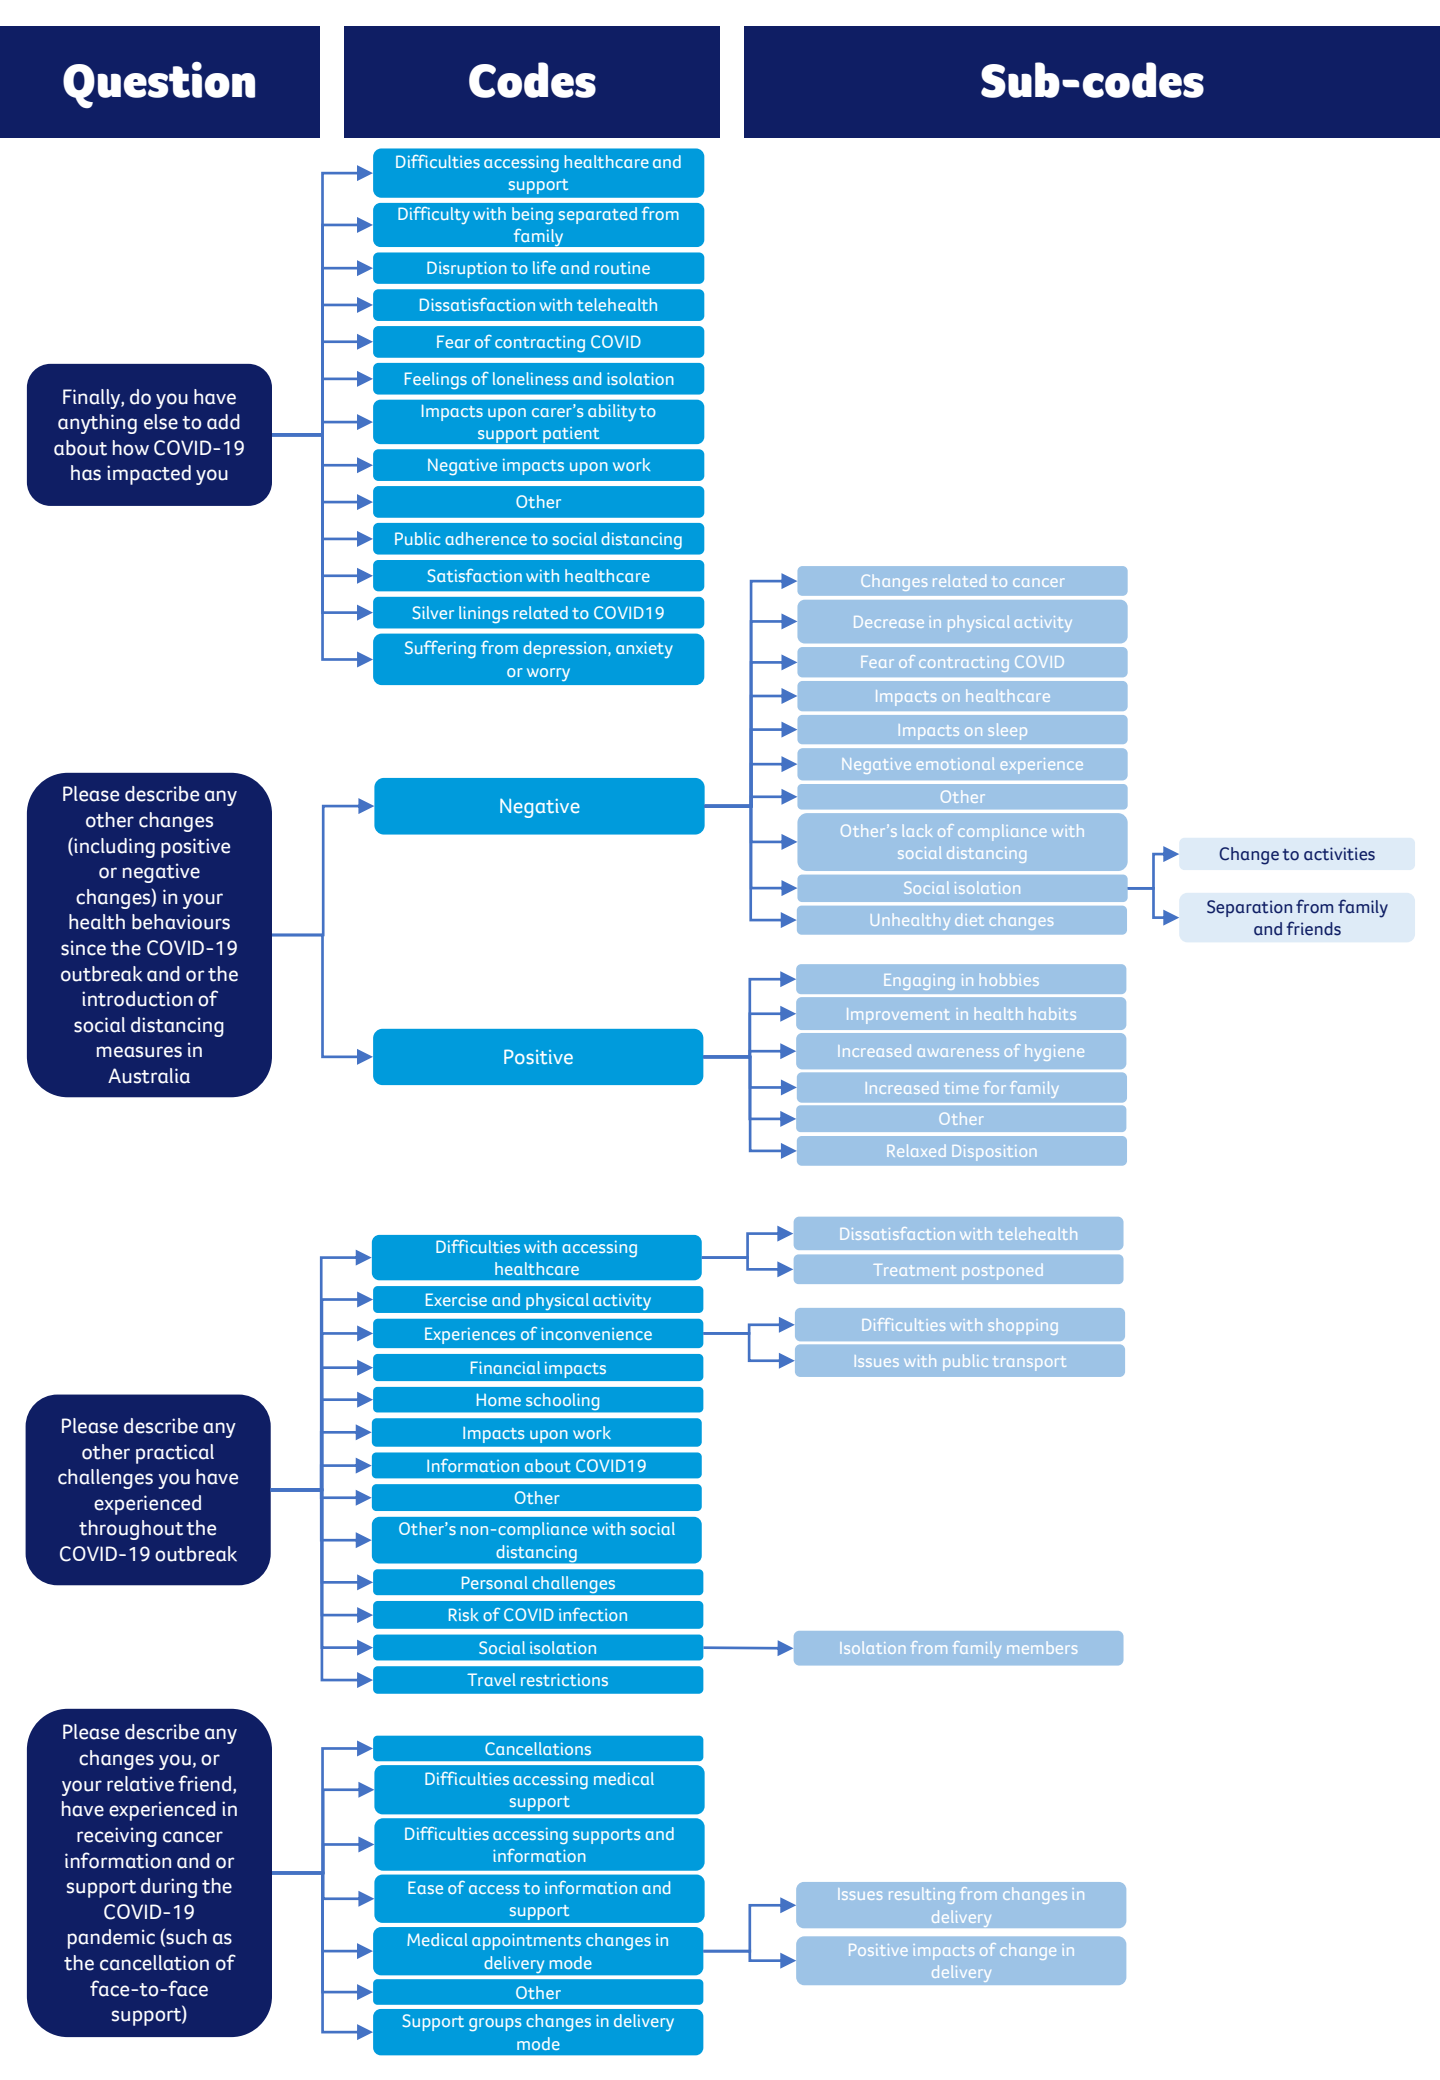 Question
Codes
Sub-codes
Finally, do you have
anything else to add
about how COVID-19
has impacted you
Difficulties accessing healthcare and
support
Difficulty with being separated from
family
Disruption to life and routine
Dissatisfaction with telehealth
Fear of contracting COVID
Feelings of loneliness and isolation
Impacts upon carer's ability to
support patient
Negative impacts upon work
Other
Public adherence to social distancing
Satisfaction with healthcare
Silver linings related to COVID19
Suffering from depression, anxiety
or worry
Please describe any
other changes
(including positive
or negative
changes) in your
health behaviours
since the COVID-19
outbreak and or the
introduction of
social distancing
measures in
Australia
Negative
Changes related to cancer
Decrease in physical activity
Fear of contracting COVID
Impacts on healthcare
Impacts on sleep
Negative emotional experience
Other
Other's lack of compliance with
social distancing
Social isolation
Unhealthy diet changes
Change to activities
Separation from family
and friends
Positive
Engaging in hobbies
Improvement in health habits
Increased awareness of hygiene
Increased time for family
Other
Relaxed Disposition
Please describe any
other practical
challenges you have
experienced
throughout the
COVID-19 outbreak
Difficulties with accessing
healthcare
Dissatisfaction with telehealth
Treatment postponed
Exercise and physical activity
Experiences of inconvenience
Difficulties with shopping
Issues with public transport
Financial impacts
Home schooling
Impacts upon work
Information about COVID19
Other
Other's non-compliance with social
distancing
Personal challenges
Risk of COVID infection
Social isolation
Isolation from family members
Travel restrictions
Please describe any
changes you, or
your relative friend,
have experienced in
receiving cancer
information and or
support during the
COVID-19
pandemic (such as
the cancellation of
face-to-face
support)
Cancellations
Difficulties accessing medical
support
Difficulties accessing supports and
information
Ease of access to information and
support
Medical appointments changes in
delivery mode
Issues resulting from changes in
delivery
Positive impacts of change in
delivery
Other
Support groups changes in delivery
mode